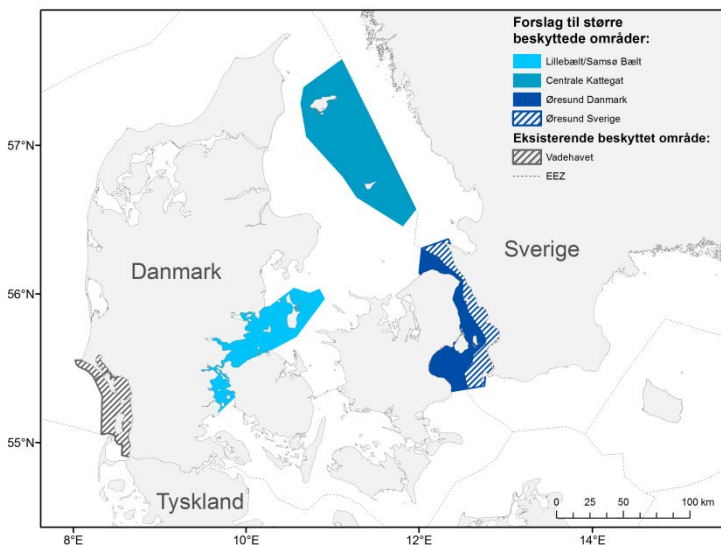 Forslag til større
beskyttede områder:
Lillebælt/Samsø Bælt
Centrale Kattegat
Øresund Danmark
Øresund Sverige
Eksisterende beskyttet område:
Vadehavet
EEZ
57°N
Sverige
Danmark
56°N
55°N
Tyskland
0 25 50 100 km
8°E 10°E 12°E 14°E